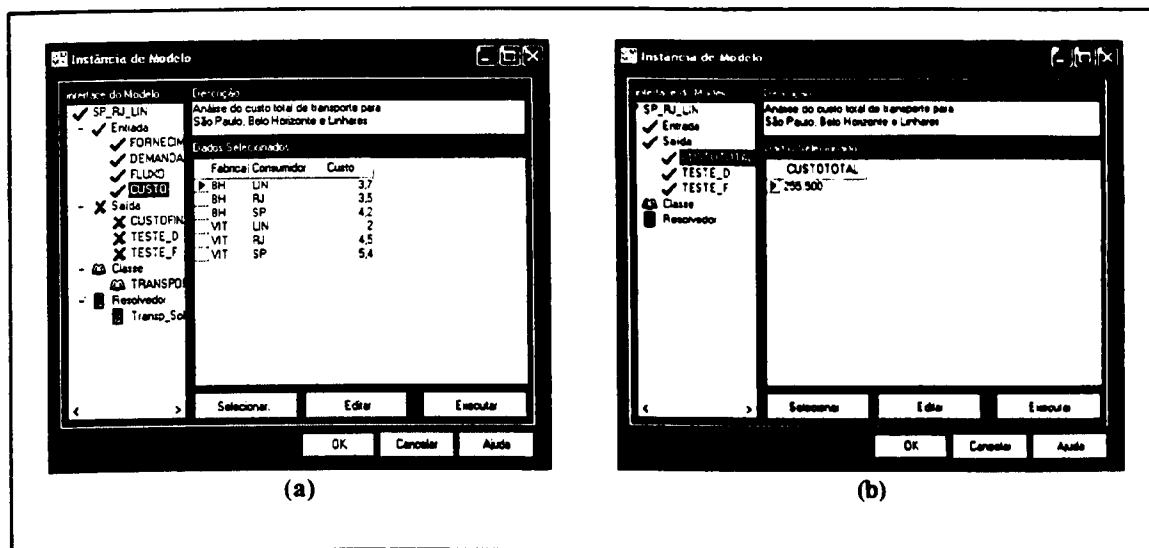 Instância de Modelo
Interface do Modelo
SP_RJ_LIN
Entrada
FORNECIM
DEMANDA
FLUXO
CUSTO
Saída
CUSTOFIN
TESTE_D
TESTE_F
Classe
TRANSPO
Resolvedor
Transp_Sol
Descrição
Análise do custo total de transporte para
São Paulo, Belo Horizonte e Linhares
Dados Selecionados
Fabrica Consumidor Custo
BH LIN 3,7
BH RJ 3,5
BH SP 4,2
VIT LIN 2
VIT RJ 4,5
VIT SP 5,4
Selecionar. Editar Executar
OK Cancelar Ajuda
(a)
Instancia de Modelo
SP_RJ_LIN
Entrada
Saída
CUSTOTOTAL
TESTE_D
TESTE_F
Classe
Resolvedor
Análise do custo total de transporte para
São Paulo, Belo Horizonte e Linhares
CUSTOTOTAL
Selecionar Editar Executar
OK Cancelar Ajuda
(b)